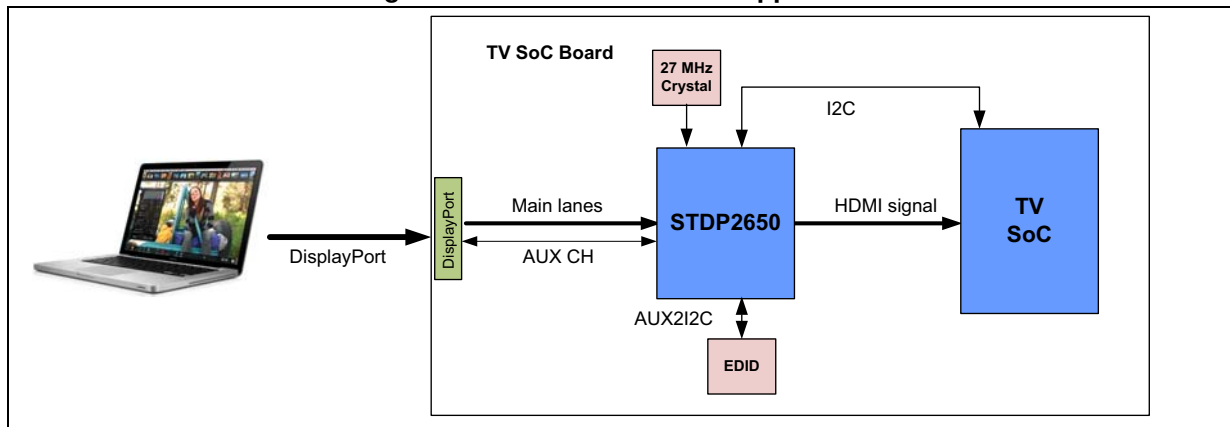 TV SoC Board
27 MHz
Crystal
I2C
DisplayPort
Main lanes
STDP2650
HDMI signal
TV
SoC
DisplayPort
AUX CH
AUX2I2C
EDID